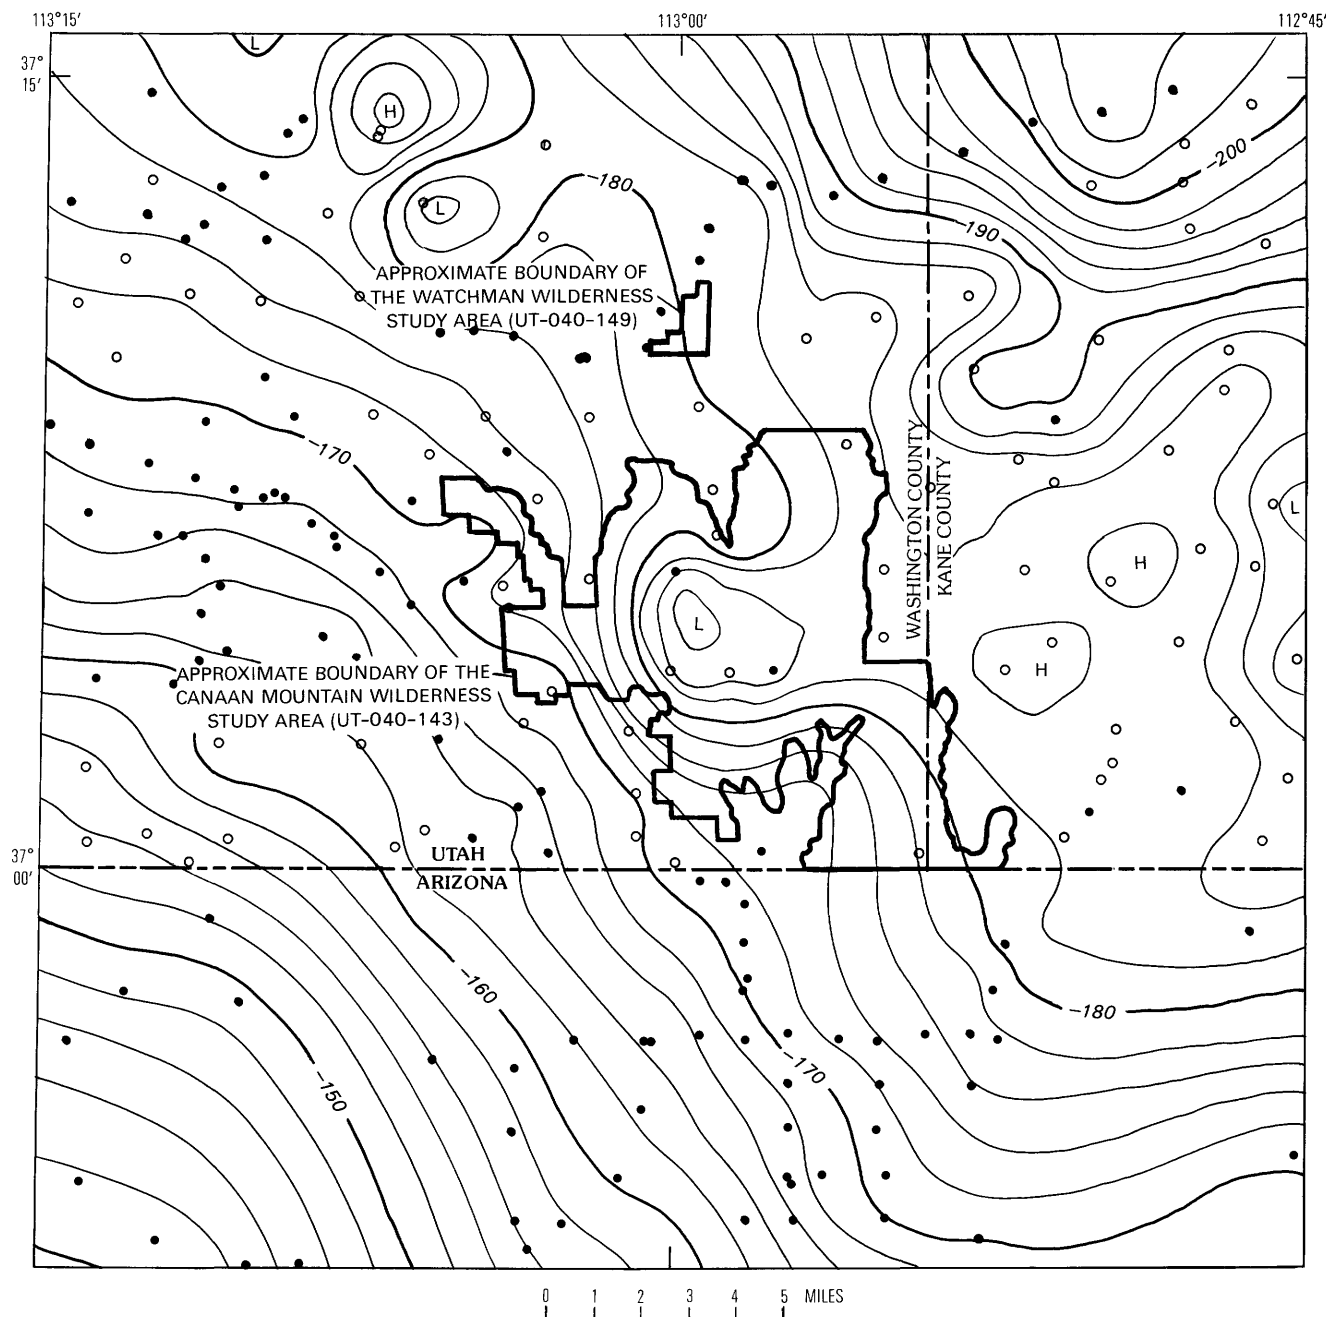 113°15′
113°00′
112°45′
37°
15′
L
H
L
-180
-200
-190
APPROXIMATE BOUNDARY OF
THE WATCHMAN WILDERNESS
STUDY AREA (UT-040-149)
-170
WASHINGTON COUNTY
KANE COUNTY
L
H
L
H
APPROXIMATE BOUNDARY OF THE
CANAAN MOUNTAIN WILDERNESS
STUDY AREA (UT-040-143)
37°
00′
UTAH
ARIZONA
-160
-180
-170
-150
0 1 2 3 4 5 MILES